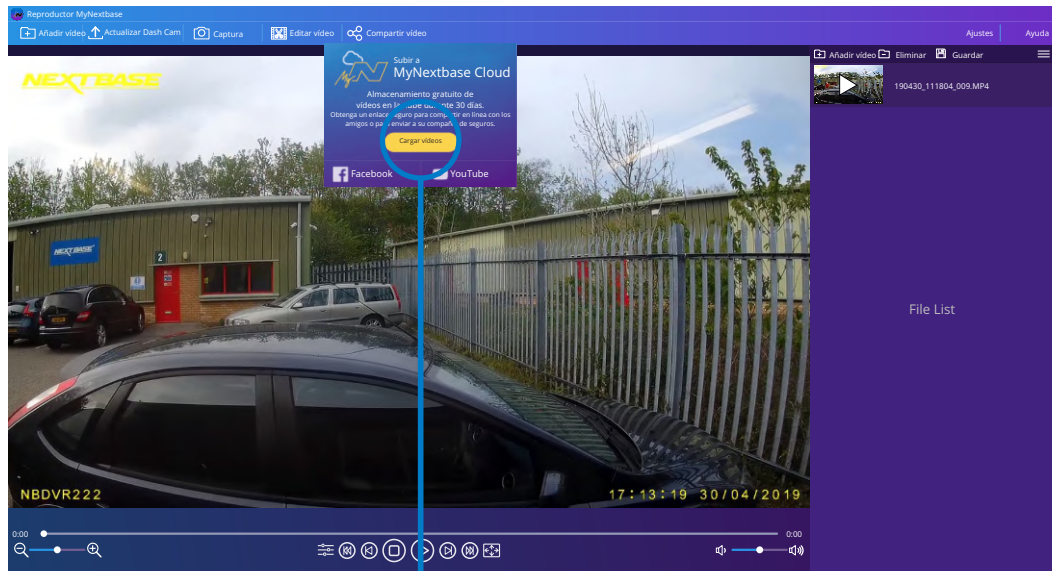 Reproductor MyNextbase
Añadir vídeo
Actualizar Dash Cam
Captura
Editar vídeo
Compartir vídeo
Ajustes
Ayuda
Subir a
MyNextbase Cloud
Almacenamiento gratuito de
vídeos en la nube durante 30 días.
Obtenga un enlace seguro para compartir en línea con los
amigos o para enviar a su compañía de seguros.
Cargar vídeos
Facebook
YouTube
Añadir vídeo
Eliminar
Guardar
190430_111804_009.MP4
File List
NEXTBASE
NEXTBASE
2
NBDVR222
17:13:19 30/04/2019
0:00
0:00